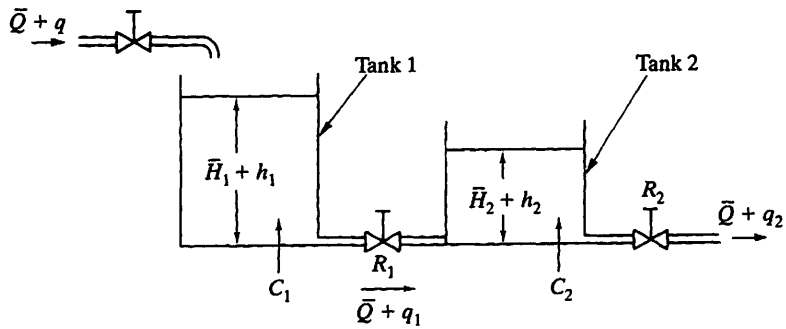 Q̄ + q
Tank 1
Tank 2
H̄₁ + h₁
H̄₂ + h₂
R₂
Q̄ + q₂
R₁
C₁
C₂
Q̄ + q₁